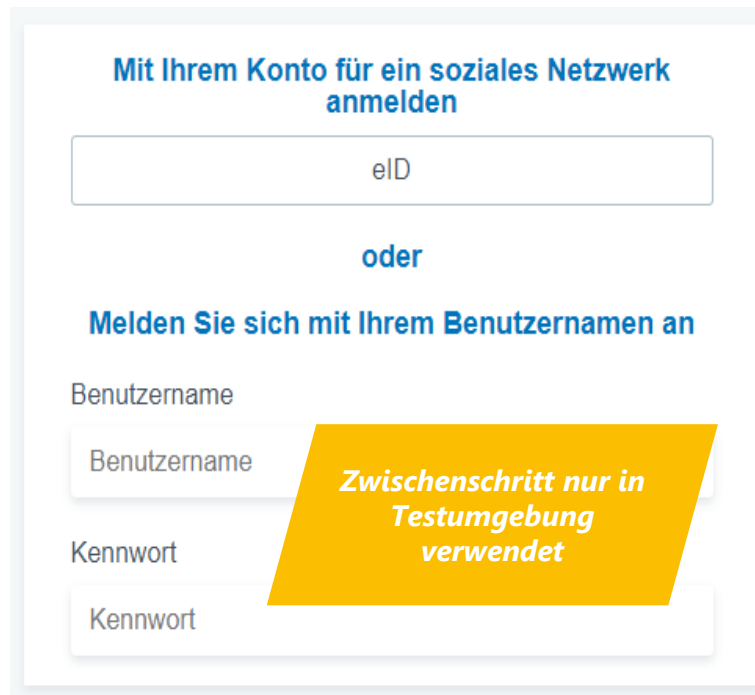 Mit Ihrem Konto für ein soziales Netzwerk
anmelden
eID
oder
Melden Sie sich mit Ihrem Benutzernamen an
Benutzername
Benutzername
Zwischenschritt nur in
Testumgebung
verwendet
Kennwort
Kennwort